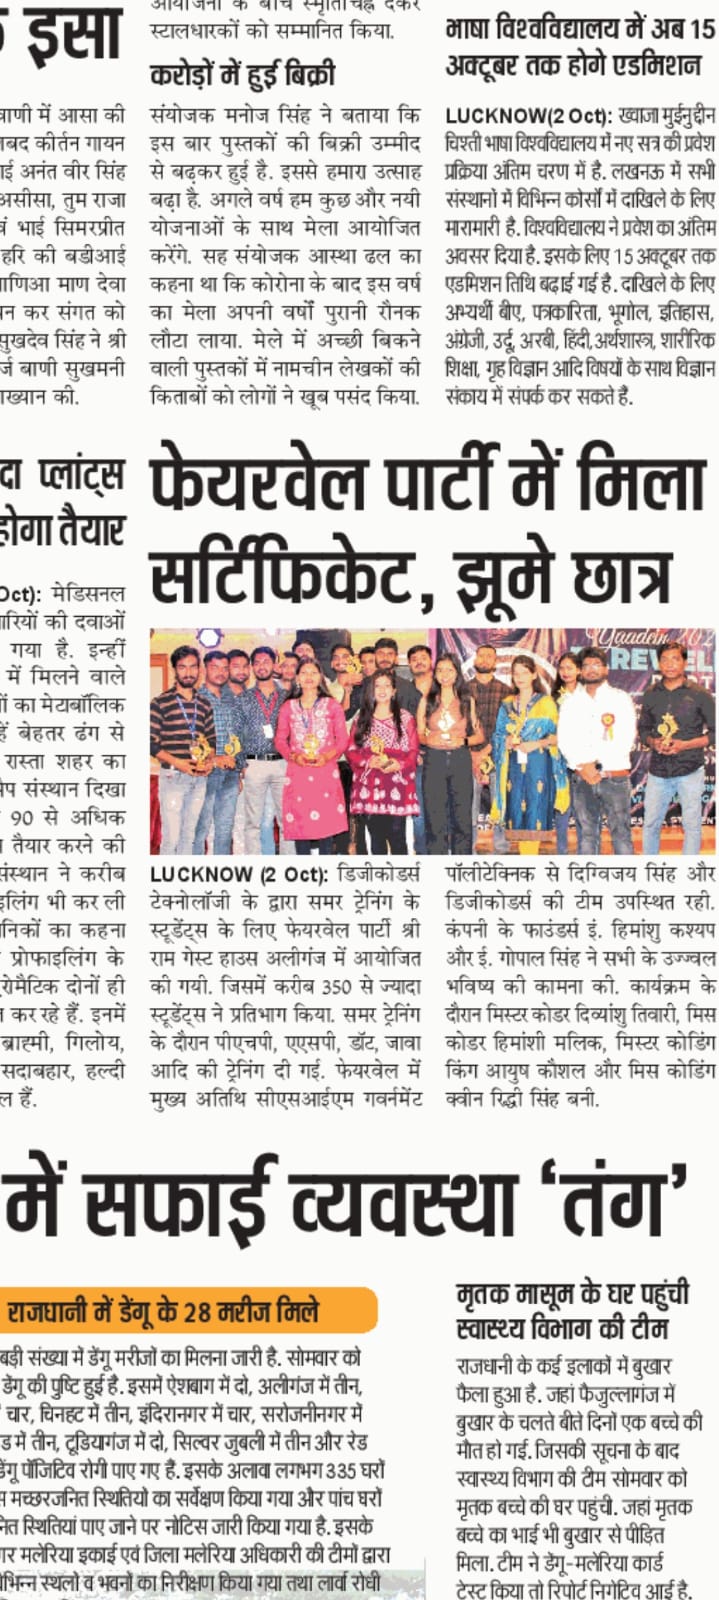 इसा
वाणी में आसा की
कीर्तन गायन
अनंत वीर सिंह
असीसा, तुम राजा
भाई सिमरप्रीत
हरि की बडीआई
माण देवा
कर संगत को
सुखदेव सिंह ने श्री
बाणी सुखमनी
की.
प्लांट्स
होगा तैयार
Oct): मेडिसनल
की दवाओं
गया है. इन्हीं
में मिलने वाले
का मेटाबॉलिक
बेहतर ढंग से
रास्ता शहर का
संस्थान दिखा
90 से अधिक
तैयार करने की
संस्थान ने करीब
भी कर ली
का कहना
प्रोफाइलिंग के
दोनों ही
कर रहे हैं. इनमें
ब्राह्मी, गिलोय,
सदाबहार, हल्दी
हैं.
आयोजनों के बीच स्मृतिचिह्न देकर
स्टालधारकों को सम्मानित किया.
करोड़ों में हुई बिक्री
संयोजक मनोज सिंह ने बताया कि
इस बार पुस्तकों की बिक्री उम्मीद
से बढ़कर हुई है. इससे हमारा उत्साह
बढ़ा है. अगले वर्ष हम कुछ और नयी
योजनाओं के साथ मेला आयोजित
करेंगे. सह संयोजक आस्था ढल का
कहना था कि कोरोना के बाद इस वर्ष
का मेला अपनी वर्षों पुरानी रौनक
लौटा लाया. मेले में अच्छी बिकने
वाली पुस्तकों में नामचीन लेखकों की
किताबों को लोगों ने खूब पसंद किया.
भाषा विश्वविद्यालय में अब 15
अक्टूबर तक होगे एडमिशन
LUCKNOW(2 Oct): ख्वाजा मुईनुद्दीन
चिश्ती भाषा विश्वविद्यालय में नए सत्र की प्रवेश
प्रक्रिया अंतिम चरण में है. लखनऊ में सभी
संस्थानों में विभिन्न कोर्सों में दाखिले के लिए
मारामारी है. विश्वविद्यालय ने प्रवेश का अंतिम
अवसर दिया है. इसके लिए 15 अक्टूबर तक
एडमिशन तिथि बढ़ाई गई है. दाखिले के लिए
अभ्यर्थी बीए, पत्रकारिता, भूगोल, इतिहास,
अंग्रेजी, उर्दू, अरबी, हिंदी,अर्थशास्त्र, शारीरिक
शिक्षा, गृह विज्ञान आदि विषयों के साथ विज्ञान
संकाय में संपर्क कर सकते हैं.
फेयरवेल पार्टी में मिला
सर्टिफिकेट, झूमे छात्र
Yaadein 202
FAREWELL
LUCKNOW (2 Oct): डिजीकोडर्स
टेक्नोलॉजी के द्वारा समर ट्रेनिंग के
स्टूडेंट्स के लिए फेयरवेल पार्टी श्री
राम गेस्ट हाउस अलीगंज में आयोजित
की गयी. जिसमें करीब 350 से ज्यादा
स्टूडेंट्स ने प्रतिभाग किया. समर ट्रेनिंग
के दौरान पीएचपी, एएसपी, डॉट, जावा
आदि की ट्रेनिंग दी गई. फेयरवेल में
मुख्य अतिथि सीएसआईएम गवर्नमेंट
पॉलीटेक्निक से दिग्विजय सिंह और
डिजीकोडर्स की टीम उपस्थित रही.
कंपनी के फाउंडर्स इं. हिमांशु कश्यप
और ई. गोपाल सिंह ने सभी के उज्ज्वल
भविष्य की कामना की. कार्यक्रम के
दौरान मिस्टर कोडर दिव्यांशु तिवारी, मिस
कोडर हिमांशी मलिक, मिस्टर कोडिंग
किंग आयुष कौशल और मिस कोडिंग
क्वीन रिद्धी सिंह बनी.
में सफाई व्यवस्था ‘तंग’
राजधानी में डेंगू के 28 मरीज मिले
बड़ी संख्या में डेंगू मरीजों का मिलना जारी है. सोमवार को
डेंगू की पुष्टि हुई है. इसमें ऐशबाग में दो, अलीगंज में तीन,
चार, चिनहट में तीन, इंदिरानगर में चार, सरोजनीनगर में
में तीन, टूडियागंज में दो, सिल्वर जुबली में तीन और रेड
डेंगू पॉजिटिव रोगी पाए गए हैं. इसके अलावा लगभग 335 घरों
मच्छरजनित स्थितियो का सर्वेक्षण किया गया और पांच घरों
स्थितियां पाए जाने पर नोटिस जारी किया गया है. इसके
मलेरिया इकाई एवं जिला मलेरिया अधिकारी की टीमों द्वारा
विभिन्न स्थलो व भवनों का निरीक्षण किया गया तथा लार्वा रोधी
मृतक मासूम के घर पहुंची
स्वास्थ्य विभाग की टीम
राजधानी के कई इलाकों में बुखार
फैला हुआ है. जहां फैजुल्लागंज में
बुखार के चलते बीते दिनों एक बच्चे की
मौत हो गई. जिसकी सूचना के बाद
स्वास्थ्य विभाग की टीम सोमवार को
मृतक बच्चे की घर पहुंची. जहां मृतक
बच्चे का भाई भी बुखार से पीड़ित
मिला. टीम ने डेंगू-मलेरिया कार्ड
टेस्ट किया तो रिपोर्ट निगेटिव आई है.